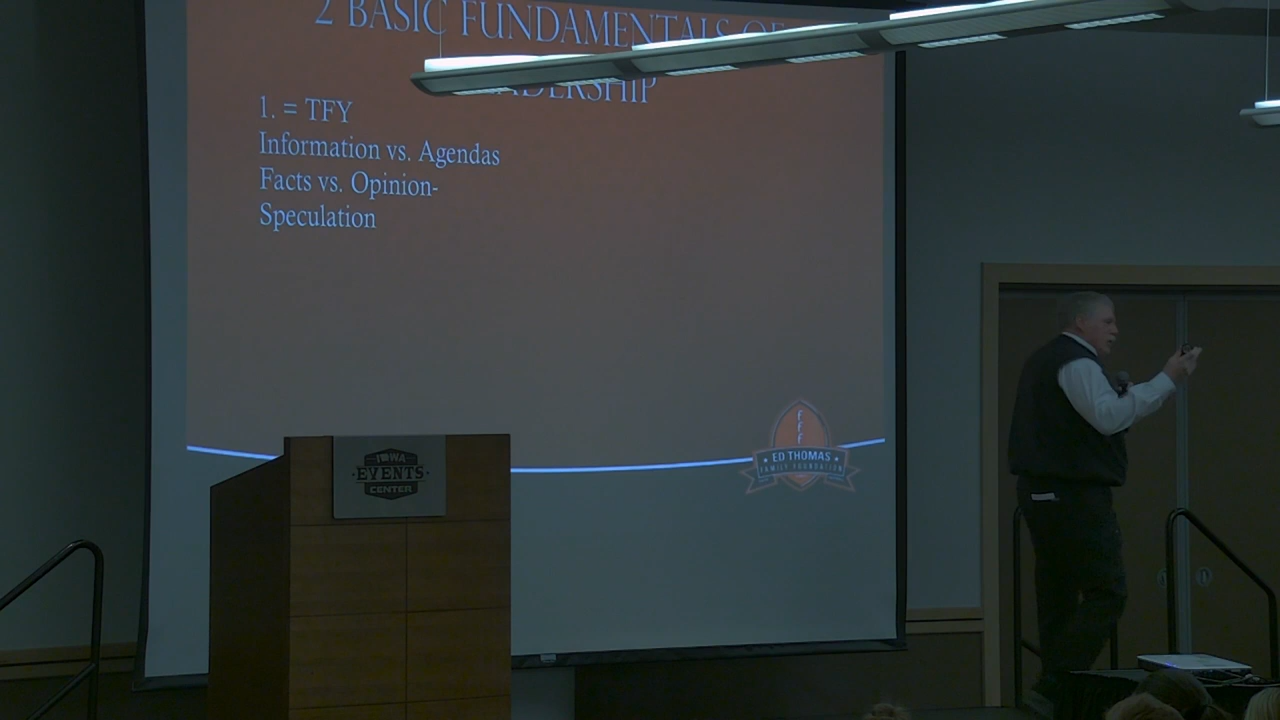 2 BASIC FUNDAMENTALS OF
LEADERSHIP
1. = TFY
Information vs. Agendas
Facts vs. Opinion-
Speculation
F
F
F
ED THOMAS
FAMILY FOUNDATION
IOWA
EVENTS
CENTER